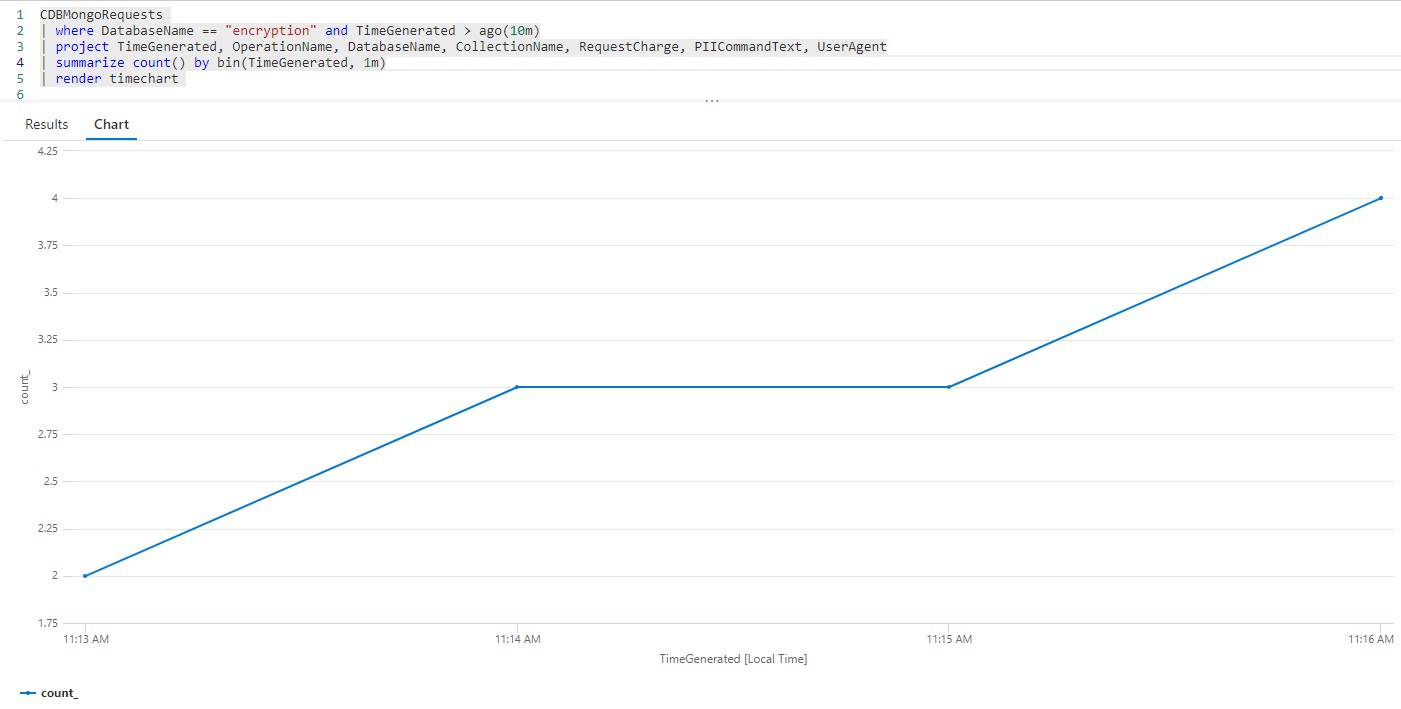 1 CDBMongoRequests
2 | where DatabaseName == "encryption" and TimeGenerated > ago(10m)
3 | project TimeGenerated, OperationName, DatabaseName, CollectionName, RequestCharge, PIICommandText, UserAgent
4 | summarize count() by bin(TimeGenerated, 1m)
5 | render timechart
6
...
Results Chart
4.25
4
3.75
3.5
3.25
3
count_
2.75
2.5
2.25
2
1.75
11:13 AM 11:14 AM 11:15 AM 11:16 AM
TimeGenerated [Local Time]
count_